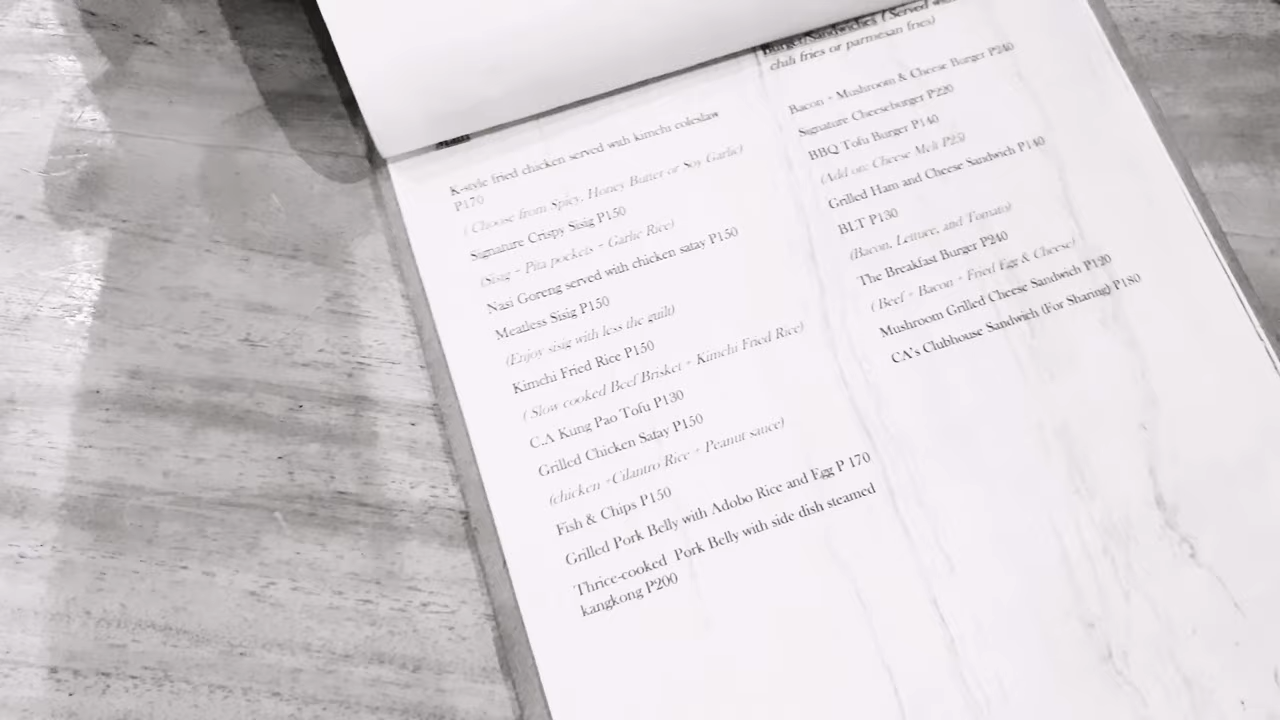 Main
K-style fried chicken served with kimchi coleslaw
P170
( Choose from Spicy, Honey Butter or Soy Garlic)
Signature Crispy Sisig P150
(Sisig + Pita pockets + Garlic Rice)
Nasi Goreng served with chicken satay P150
Meatless Sisig P150
(Enjoy sisig with less the guilt)
Kimchi Fried Rice P150
( Slow cooked Beef Brisket + Kimchi Fried Rice)
C.A Kung Pao Tofu P130
Grilled Chicken Satay P150
(chicken +Cilantro Rice + Peanut sauce)
Fish & Chips P150
Grilled Pork Belly with Adobo Rice and Egg P 170
Thrice-cooked Pork Belly with side dish steamed
kangkong P200
Burger/Sandwiches ( Served with
chili fries or parmesan fries)
Bacon + Mushroom & Cheese Burger P240
Signature Cheeseburger P220
BBQ Tofu Burger P140
(Add on: Cheese Melt P25)
Grilled Ham and Cheese Sandwich P140
BLT P130
(Bacon, Lettuce, and Tomato)
The Breakfast Burger P240
( Beef + Bacon + Fried Egg & Cheese)
Mushroom Grilled Cheese Sandwich P120
CA's Clubhouse Sandwich (For Sharing) P180